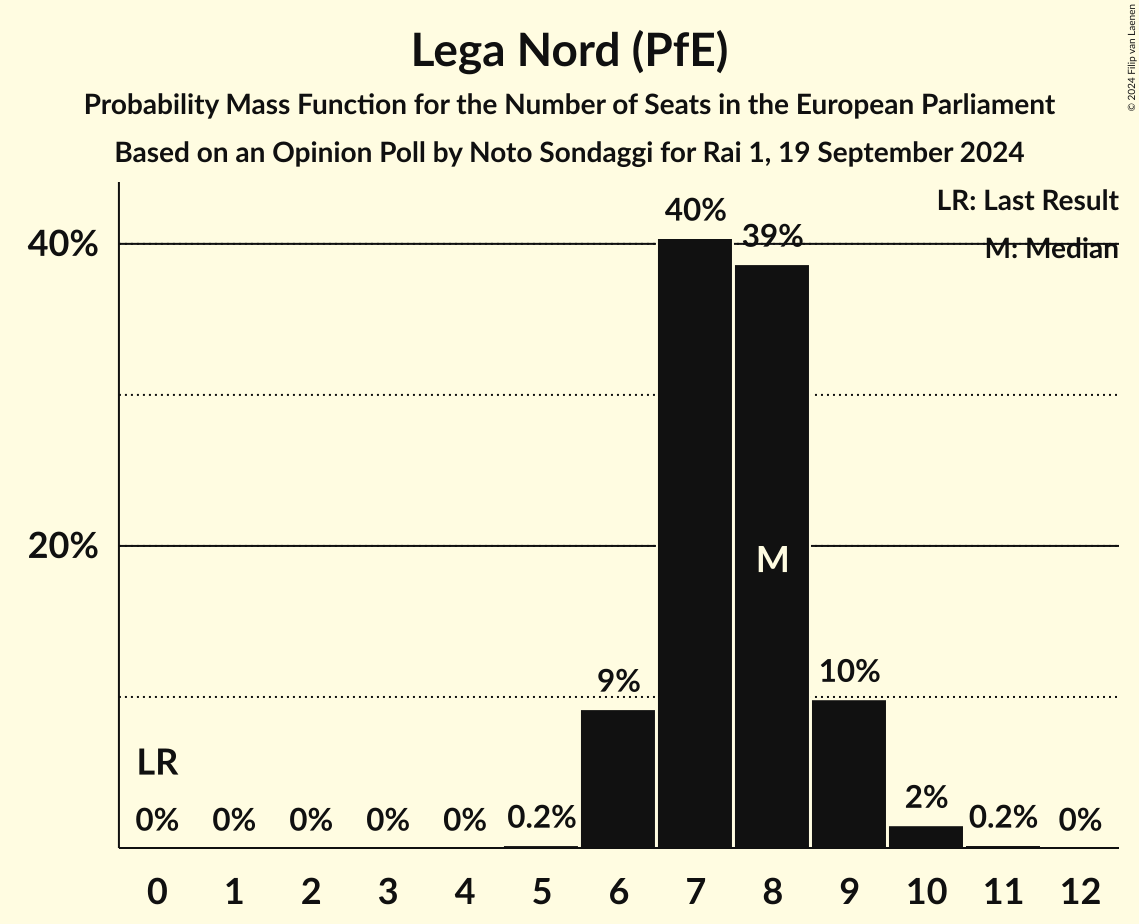 Lega Nord (PfE)
Probability Mass Function for the Number of Seats in the European Parliament
Based on an Opinion Poll by Noto Sondaggi for Rai 1, 19 September 2024
© 2024 Filip van Laenen
LR: Last Result
M: Median
40%
20%
40%
39%
M
9%
10%
LR
0%
0%
0%
0%
0%
0.2%
2%
0.2%
0%
0 1 2 3 4 5 6 7 8 9 10 11 12